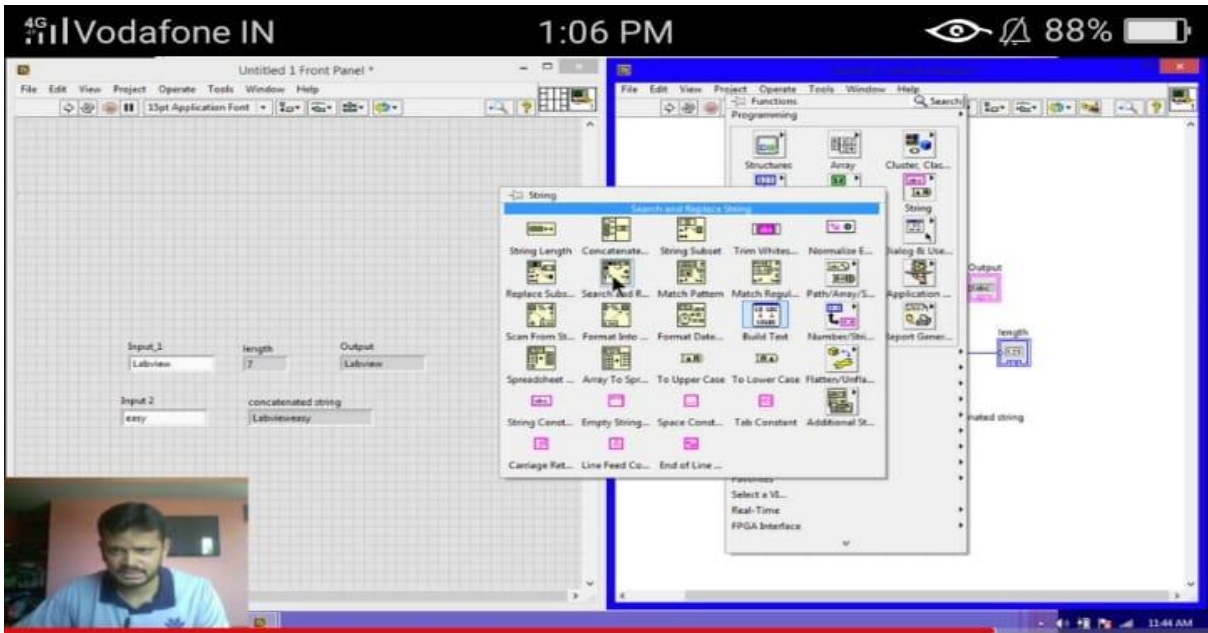 4G Vodafone IN 1:06 PM 88%
Untitled 1 Front Panel *
File Edit View Project Operate Tools Window Help
15pt Application Font
Input_1
Labview
length
7
Output
Labview
Input 2
easy
concatenated string
Labvieweasy
File Edit View Project Operate Tools Window Help
Functions
Search
Programming
Structures Array Cluster, Clas...
String
Dialog & Use...
Application ...
Report Gener...
String
Search and Replace String
String Length Concatenate... String Subset Trim Whites... Normalize E...
Replace Subs... Search and R... Match Pattern Match Regul... Path/Array/S...
Scan From St... Format Into ... Format Date... Build Text Number/Stri...
Spreadsheet ... Array To Spr... To Upper Case To Lower Case Flatten/Unfla...
String Const... Empty String... Space Const... Tab Constant Additional St...
Carriage Ret... Line Feed Co... End of Line ...
Favorites
Select a VI...
Real-Time
FPGA Interface
Output
length
nated string
11:44 AM